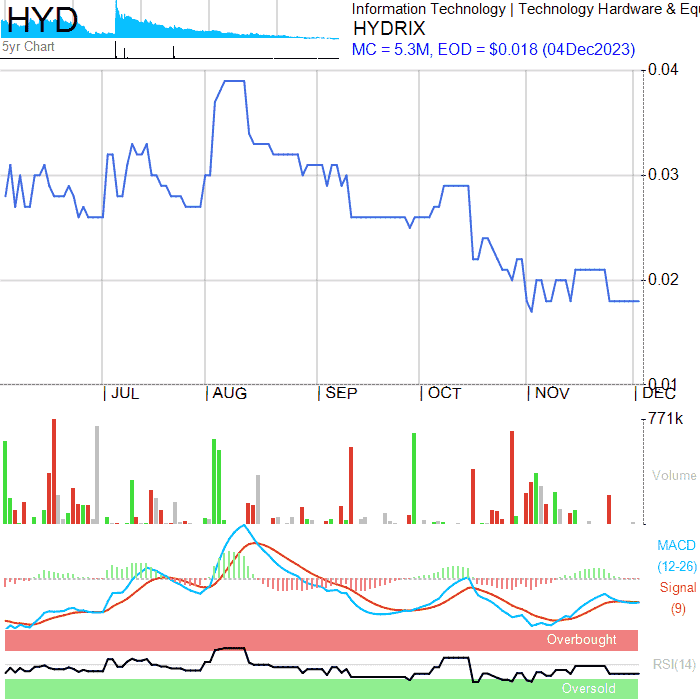 HYD
5yr Chart
Information Technology | Technology Hardware & Equ
HYDRIX
MC = 5.3M, EOD = $0.018 (04Dec2023)
0.04
0.03
0.02
0.01
JUL AUG SEP OCT NOV DEC
771k
Volume
MACD
(12-26)
Signal
(9)
Overbought
RSI(14)
Oversold